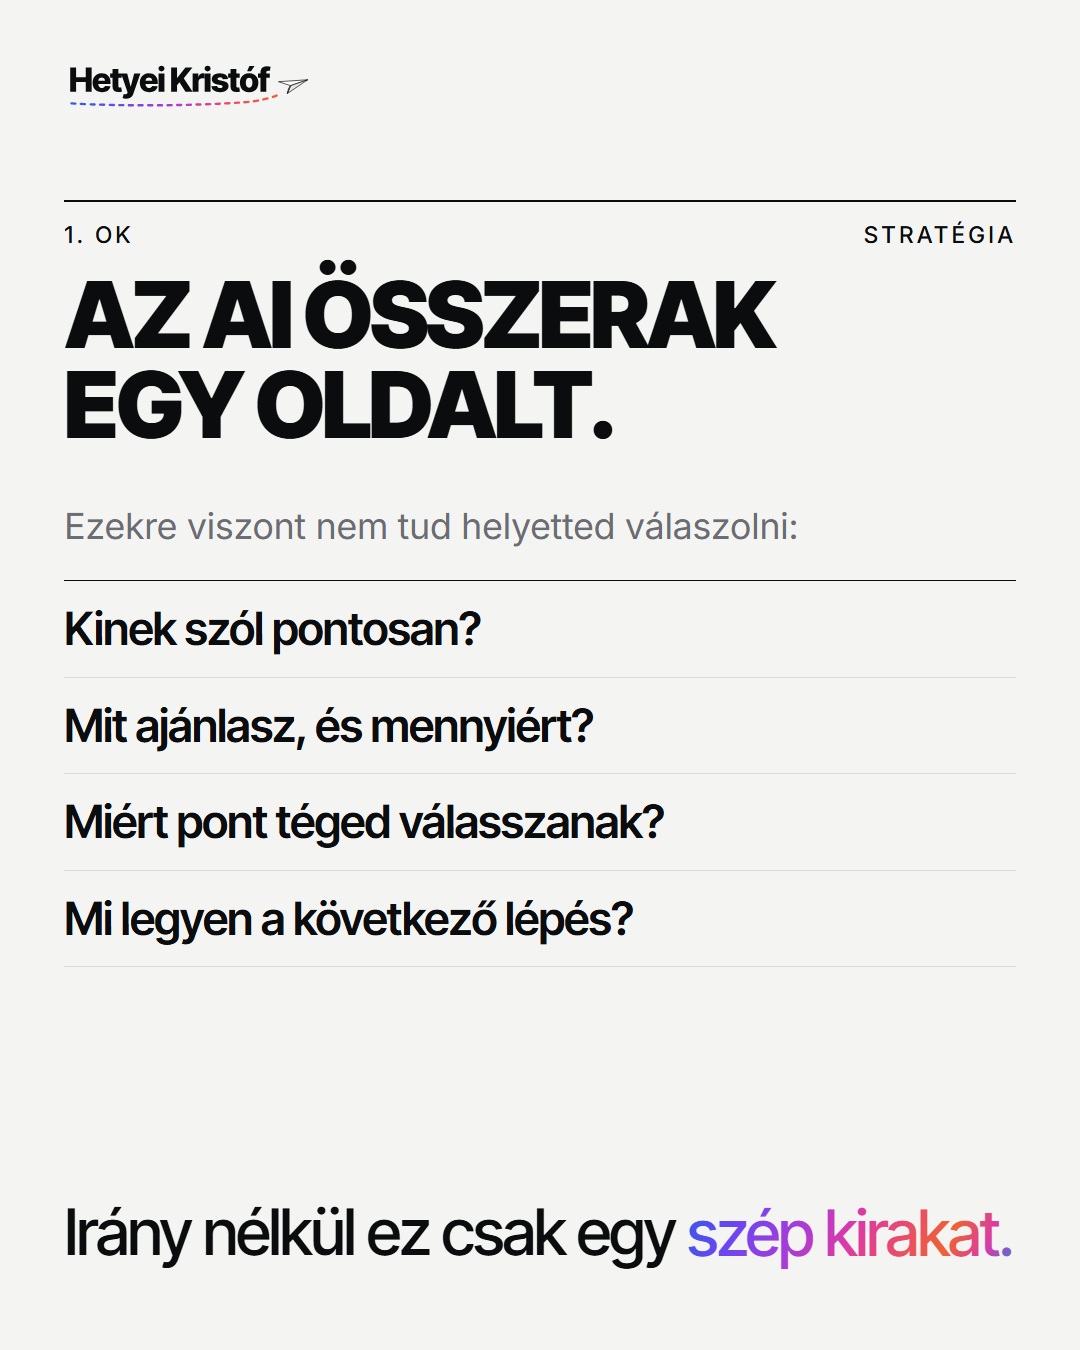 Hetyei Kristóf
1. OK
STRATÉGIA
AZ AI ÖSSZERAK
EGY OLDALT.
Ezekre viszont nem tud helyetted válaszolni:
Kinek szól pontosan?
Mit ajánlasz, és mennyiért?
Miért pont téged válasszanak?
Mi legyen a következő lépés?
Irány nélkül ez csak egy szép kirakat.